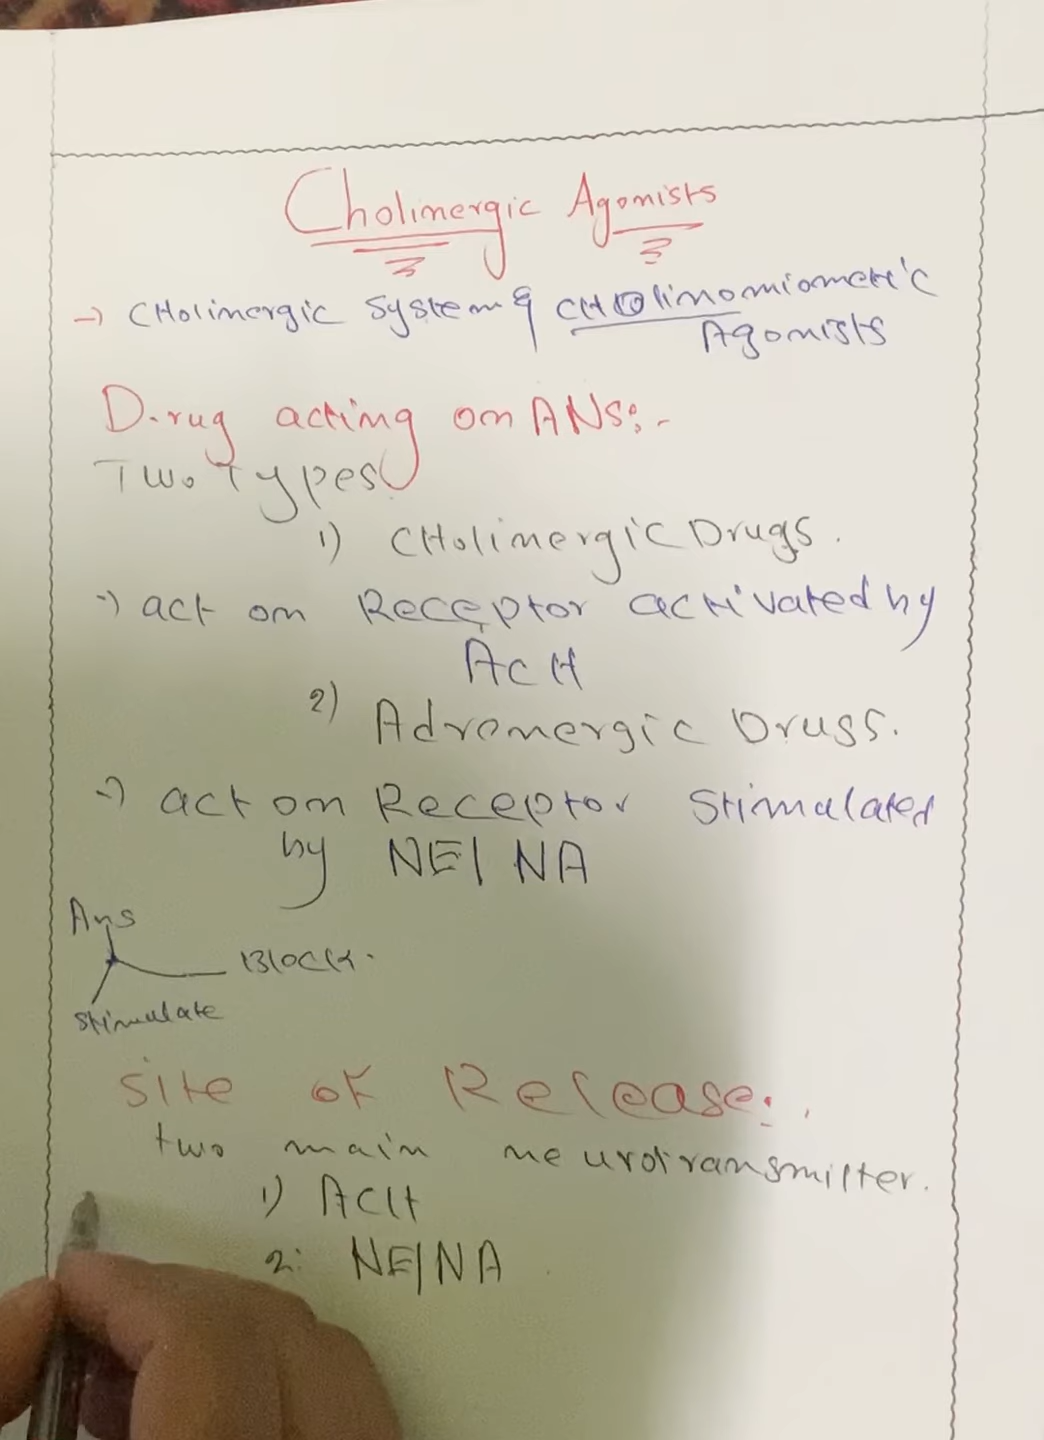 Cholinergic Agonists
→ CHolinergic System & CHOlinomiometric
Agonists
Drug acting on ANS:-
Two Types
1) CHolinergic Drugs.
→ act on Receptor activated by
AcH
2) Adrenergic Drugs.
→ act on Receptor Stimulated
by NE/NA
Ans
Block.
Stimulate
Site of Release:
two main neurotransmitter.
1) AcH
2: NE/NA